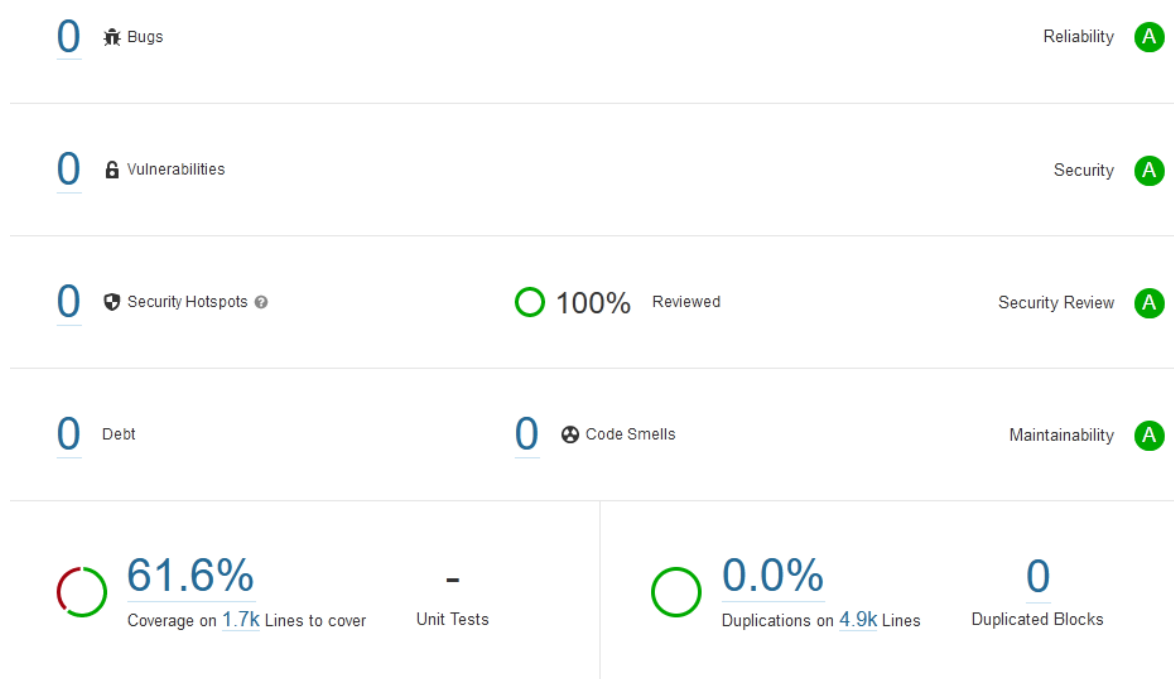 0 Bugs Reliability A
0 Vulnerabilities Security A
0 Security Hotspots ? 100% Reviewed Security Review A
0 Debt 0 Code Smells Maintainability A
61.6% - 0.0% 0
Coverage on 1.7k Lines to cover Unit Tests Duplications on 4.9k Lines Duplicated Blocks